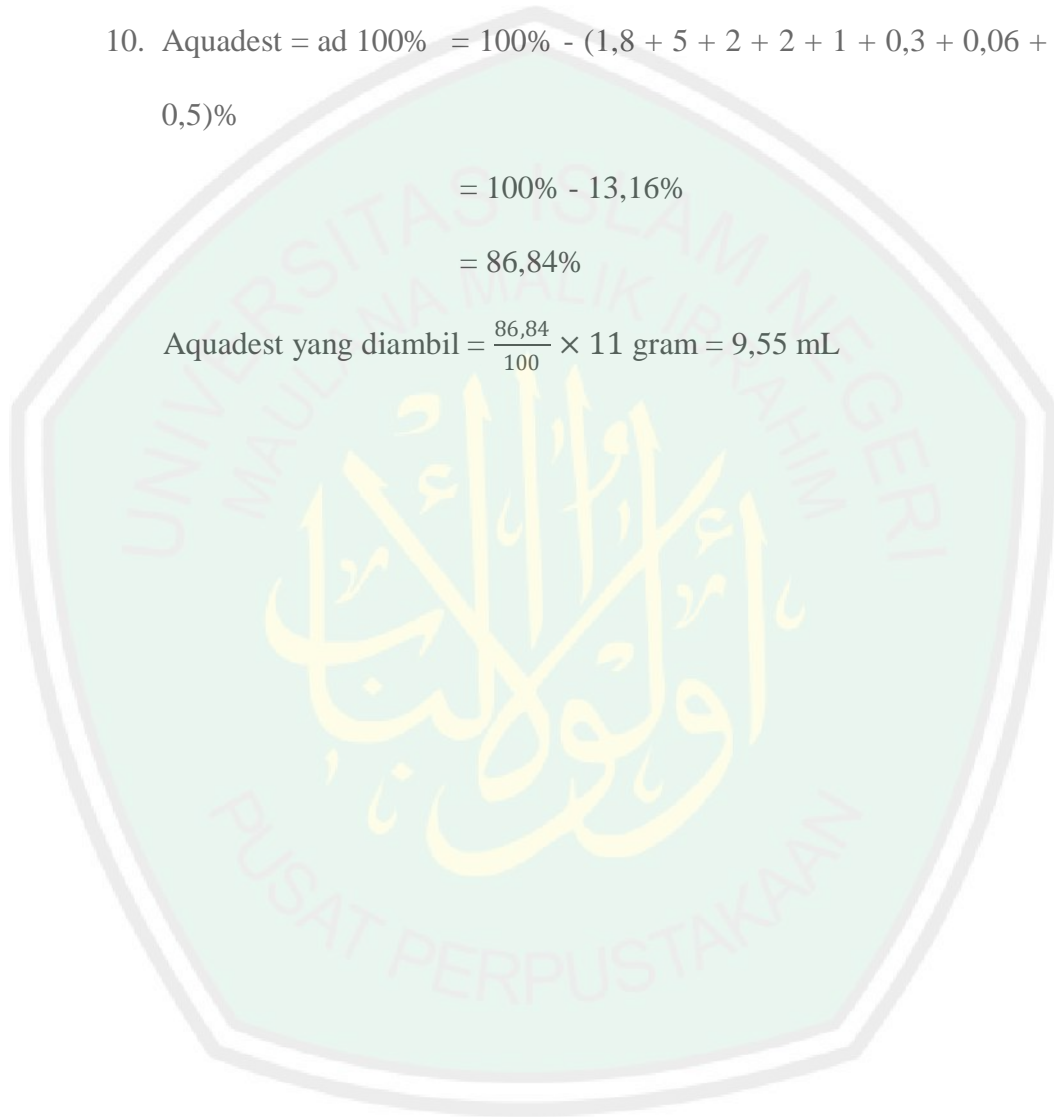 10. Aquadest = ad 100% = 100% - (1,8 + 5 + 2 + 2 + 1 + 0,3 + 0,06 +
0,5)%
= 100% - 13,16%
= 86,84%
Aquadest yang diambil = 86,84/100 × 11 gram = 9,55 mL
UNIVERSITAS ISLAM NEGERI
MAULANA MALIK IBRAHIM
أولو الألباب
PUSAT PERPUSTAKAAN